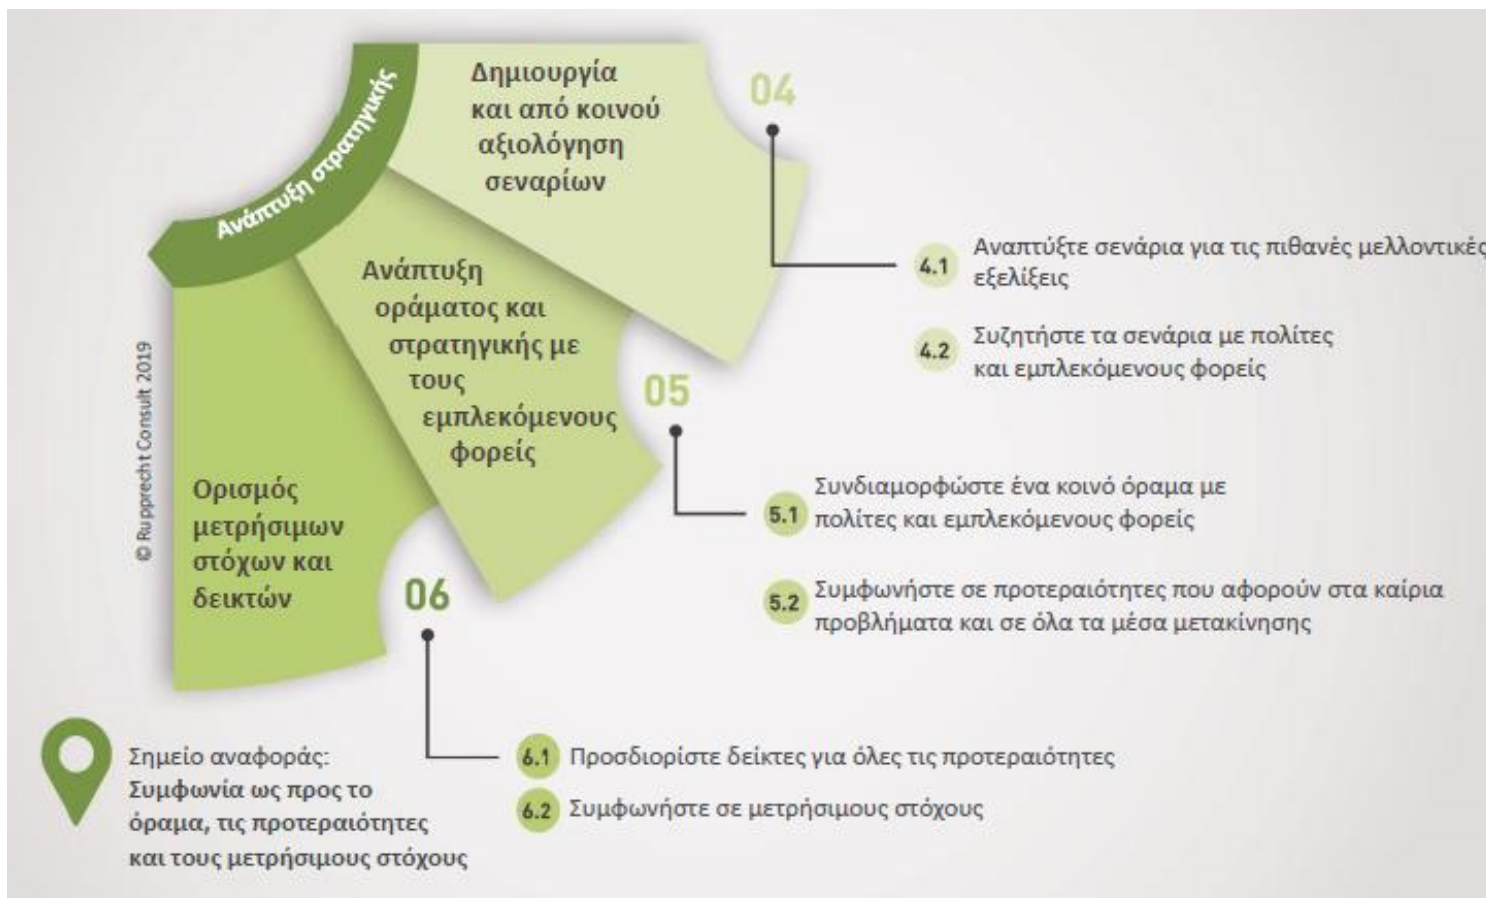 Ανάπτυξη στρατηγικής
Δημιουργία
και από κοινού
αξιολόγηση
σεναρίων
04
4.1 Αναπτύξτε σενάρια για τις πιθανές μελλοντικές
εξελίξεις
4.2 Συζητήστε τα σενάρια με πολίτες
και εμπλεκόμενους φορείς
Ανάπτυξη
οράματος και
στρατηγικής με
τους
εμπλεκόμενους
φορείς
05
5.1 Συνδιαμορφώστε ένα κοινό όραμα με
πολίτες και εμπλεκόμενους φορείς
5.2 Συμφωνήστε σε προτεραιότητες που αφορούν στα καίρια
προβλήματα και σε όλα τα μέσα μετακίνησης
Ορισμός
μετρήσιμων
στόχων και
δεικτών
06
6.1 Προσδιορίστε δείκτες για όλες τις προτεραιότητες
6.2 Συμφωνήστε σε μετρήσιμους στόχους
Σημείο αναφοράς:
Συμφωνία ως προς το
όραμα, τις προτεραιότητες
και τους μετρήσιμους στόχους
© Rupprecht Consult 2019